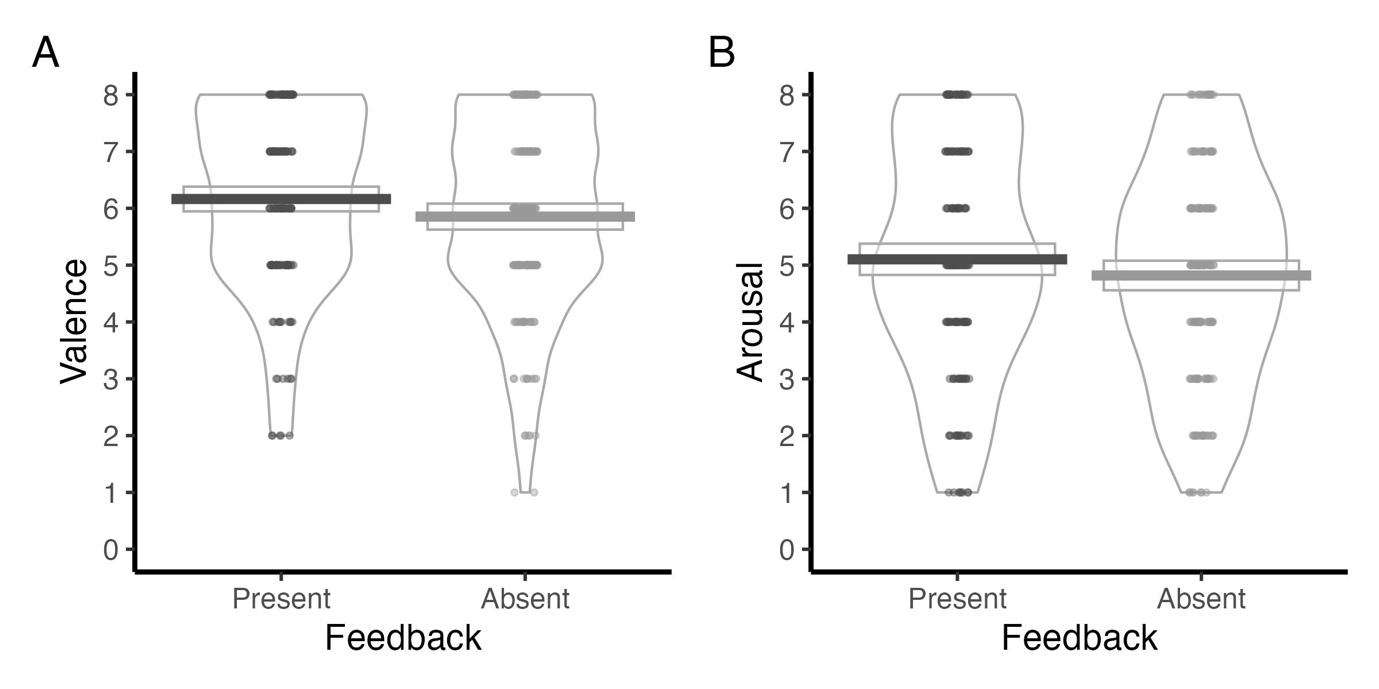 A
Valence
8
7
6
5
4
3
2
1
0
Present Absent
Feedback
B
Arousal
8
7
6
5
4
3
2
1
0
Present Absent
Feedback